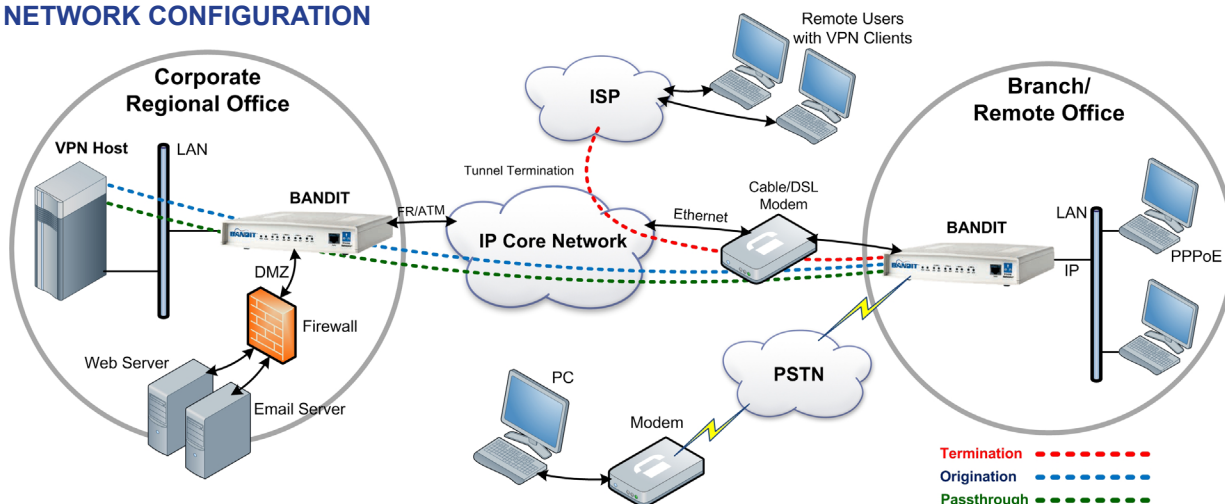 NETWORK CONFIGURATION
Remote Users
with VPN Clients
Corporate
Regional Office
ISP
Branch/
Remote Office
VPN Host
LAN
Tunnel Termination
BANDIT
FR/ATM
IP Core Network
Ethernet
Cable/DSL
Modem
BANDIT
LAN
IP
PPPoE
BANDIT
BANDIT
DMZ
Firewall
Web Server
Email Server
PC
Modem
PSTN
Termination
Origination
Passthrough